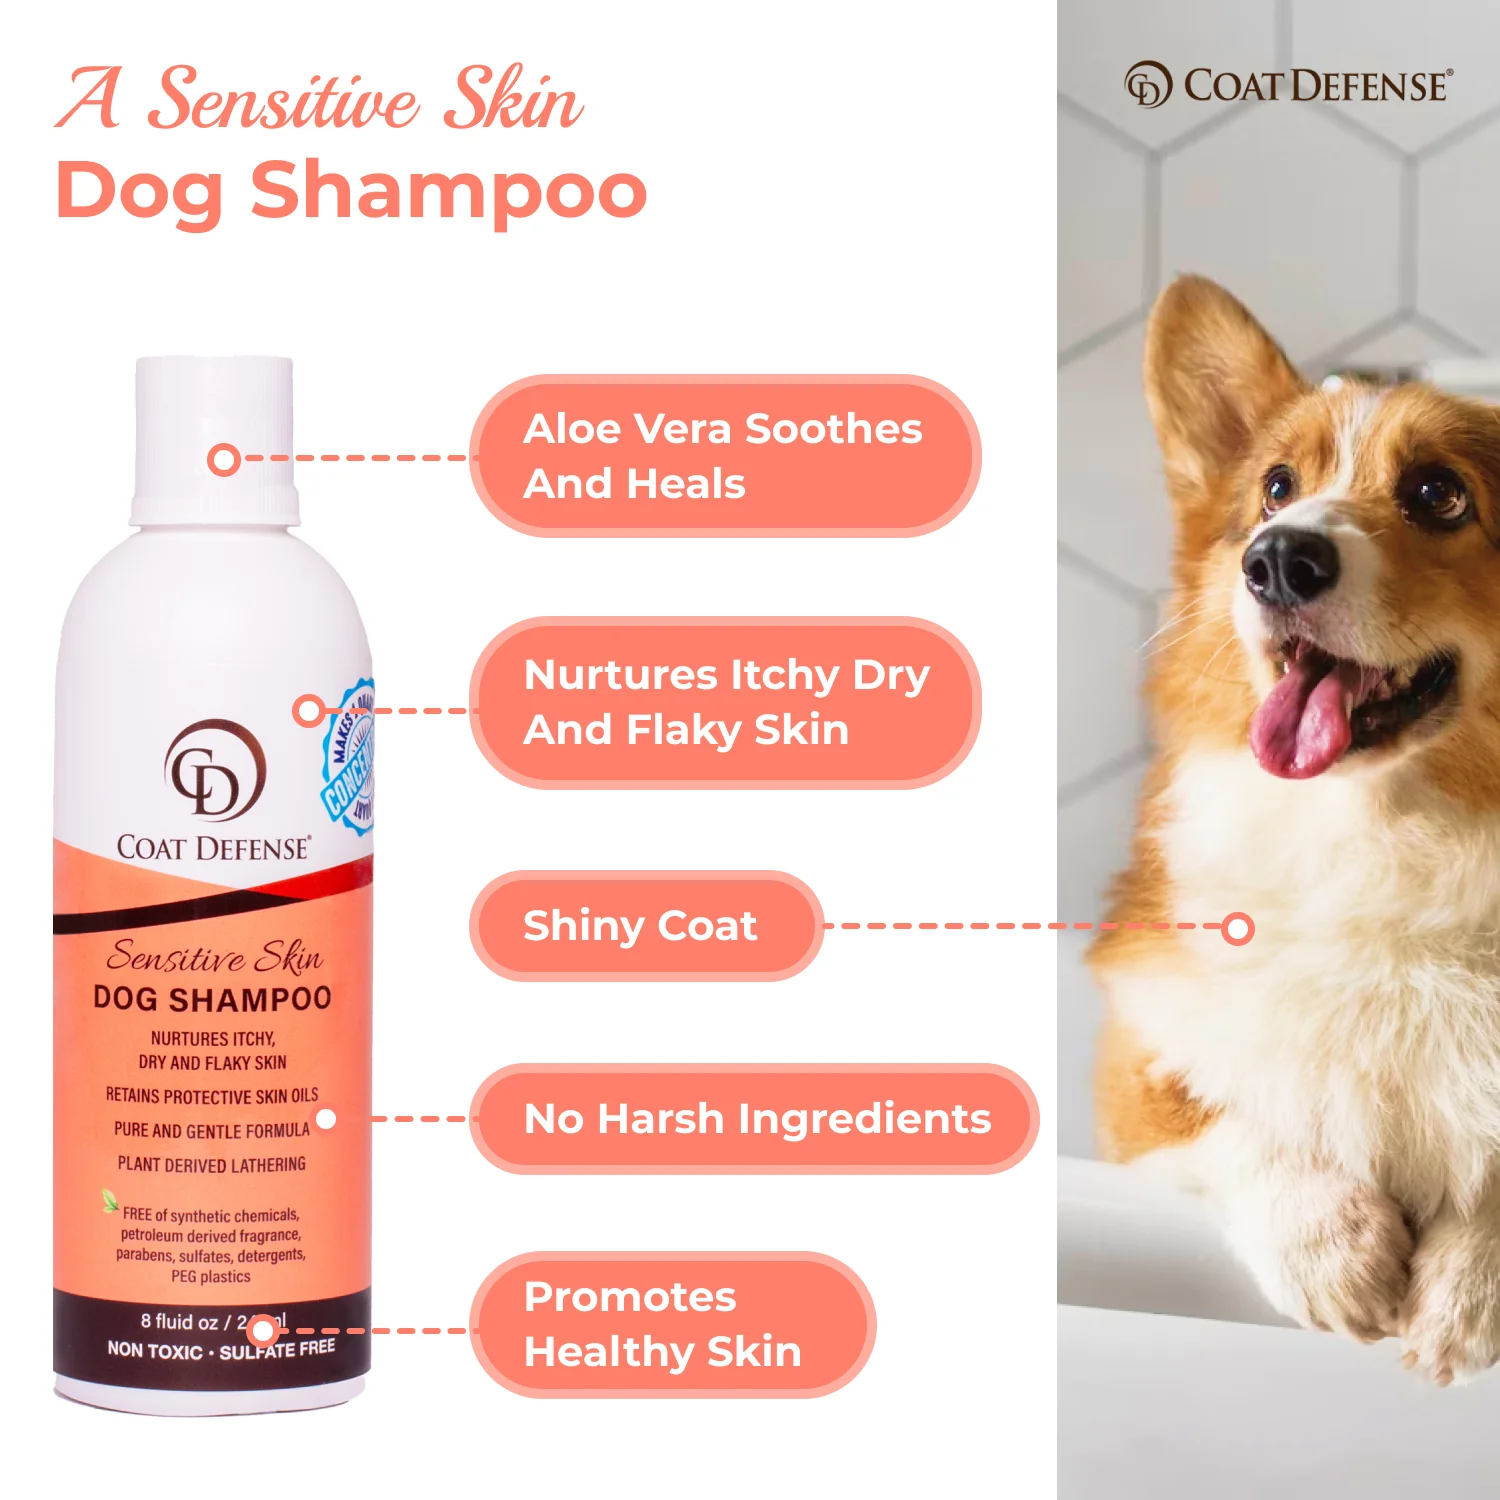 A Sensitive Skin
Dog Shampoo
CD COAT DEFENSE®
Aloe Vera Soothes
And Heals
Nurtures Itchy Dry
And Flaky Skin
Shiny Coat
No Harsh Ingredients
Promotes
Healthy Skin
MAKES
CD
COAT DEFENSE®
Sensitive Skin
DOG SHAMPOO
NURTURES ITCHY,
DRY AND FLAKY SKIN
RETAINS PROTECTIVE SKIN OILS
PURE AND GENTLE FORMULA
PLANT DERIVED LATHERING
FREE of synthetic chemicals,
petroleum derived fragrance,
parabens, sulfates, detergents,
PEG plastics
8 fluid oz /
NON TOXIC • SULFATE FREE